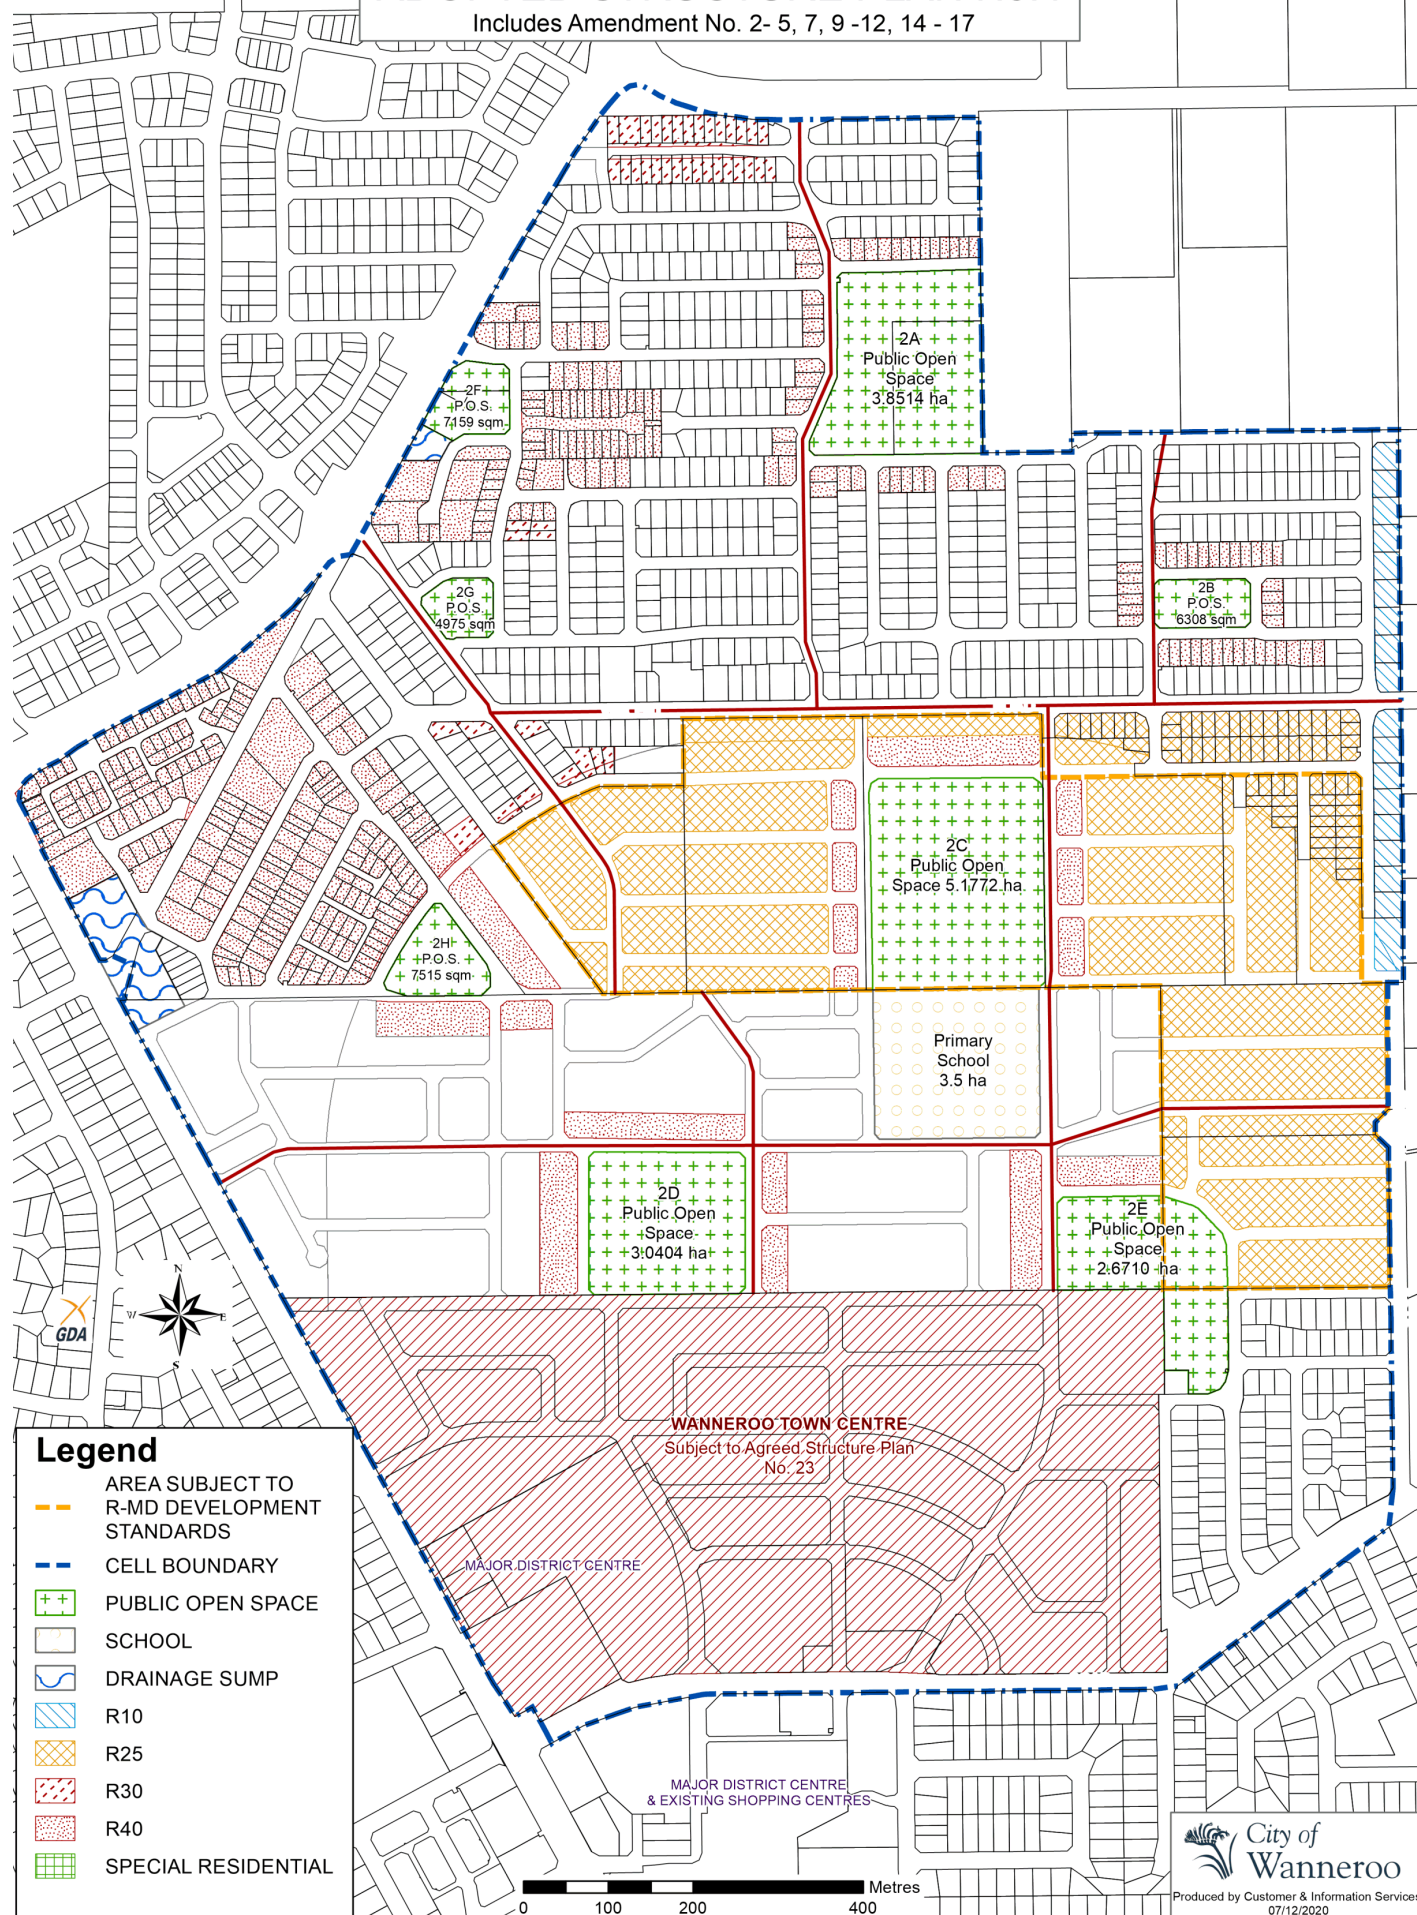 Includes Amendment No. 2- 5, 7, 9 -12, 14 - 17
2A
Public Open
Space
3.8514 ha
2F
P.O.S.
7159 sqm
2G
P.O.S.
4975 sqm
2B
P.O.S.
6308 sqm
2C
Public Open
Space 5.1772 ha
2H
P.O.S.
7515 sqm
Primary
School
3.5 ha
2D
Public Open
Space
3.0404 ha
2E
Public Open
Space
2.6710 ha
N
W
E
S
GDA
WANNEROO TOWN CENTRE
Subject to Agreed Structure Plan
No. 23
MAJOR DISTRICT CENTRE
MAJOR DISTRICT CENTRE
& EXISTING SHOPPING CENTRES
Legend
AREA SUBJECT TO
R-MD DEVELOPMENT
STANDARDS
CELL BOUNDARY
PUBLIC OPEN SPACE
SCHOOL
DRAINAGE SUMP
R10
R25
R30
R40
SPECIAL RESIDENTIAL
Metres
0 100 200 400
City of
Wanneroo
Produced by Customer & Information Services
07/12/2020